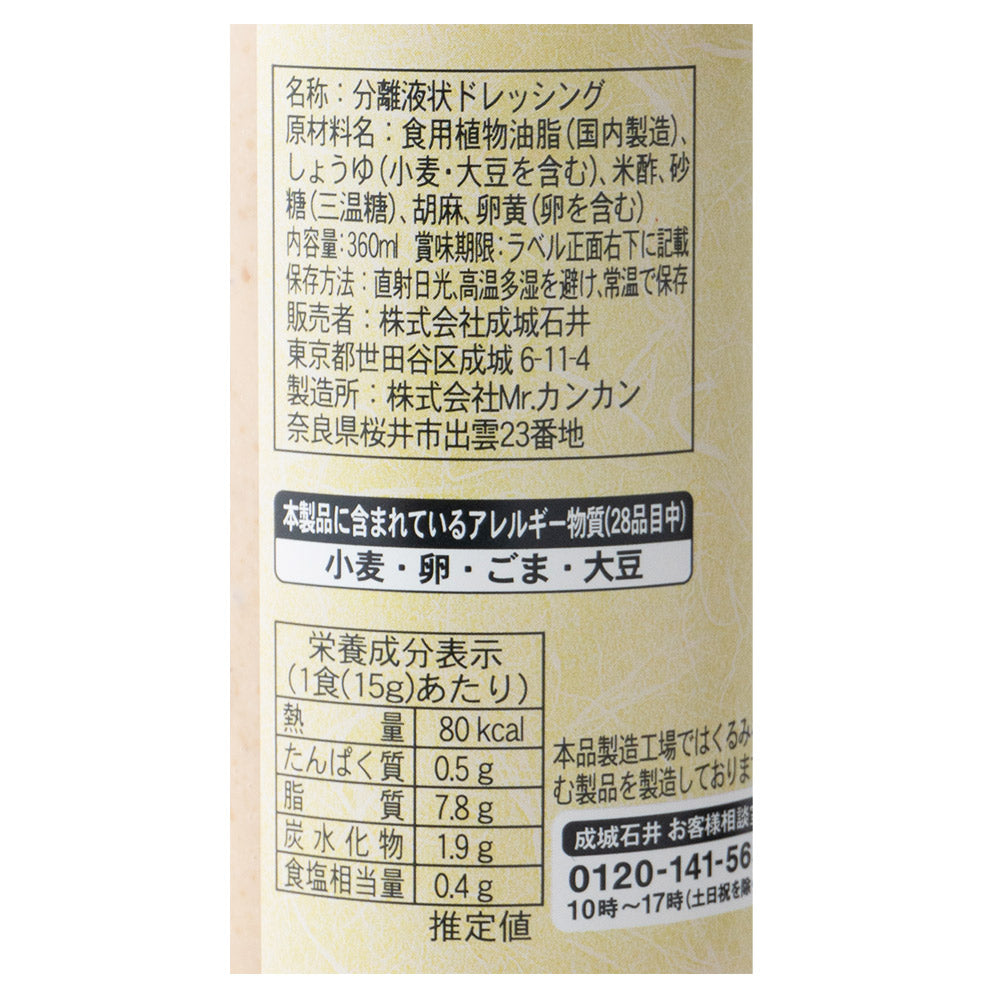 名称：分離液状ドレッシング
原材料名：食用植物油脂（国内製造）、
しょうゆ（小麦・大豆を含む）、米酢、砂
糖（三温糖）、胡麻、卵黄（卵を含む）
内容量：360ml 賞味期限：ラベル正面右下に記載
保存方法：直射日光、高温多湿を避け、常温で保存
販売者：株式会社成城石井
東京都世田谷区成城 6-11-4
製造所：株式会社Mr.カンカン
奈良県桜井市出雲23番地
本製品に含まれているアレルギー物質(28品目中)
小麦・卵・ごま・大豆
栄養成分表示
(1食(15g)あたり)
熱量 80 kcal
たんぱく質 0.5 g
脂質 7.8 g
炭水化物 1.9 g
食塩相当量 0.4 g
推定値
本品製造工場ではくるみ
む製品を製造しておりま
成城石井 お客様相談
0120-141-56
10時～17時(土日祝を除